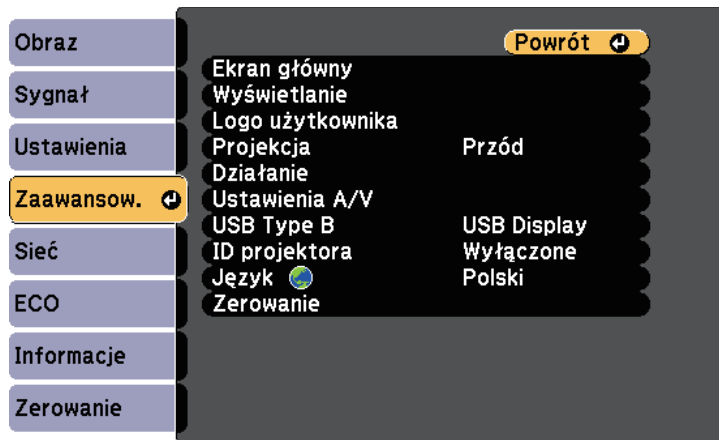 Obraz
Sygnał
Ustawienia
Zaawansow.
Sieć
ECO
Informacje
Zerowanie
Powrót
Ekran główny
Wyświetlanie
Logo użytkownika
Projekcja Przód
Działanie
Ustawienia A/V
USB Type B USB Display
ID projektora Wyłączone
Język Polski
Zerowanie